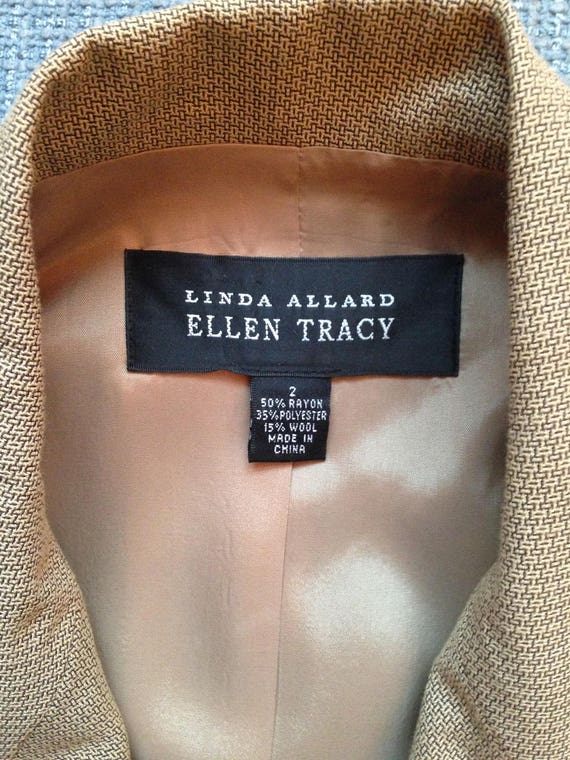 LINDA ALLARD
ELLEN TRACY
2
50% RAYON
35%POLYESTER
15% WOOL
MADE IN
CHINA